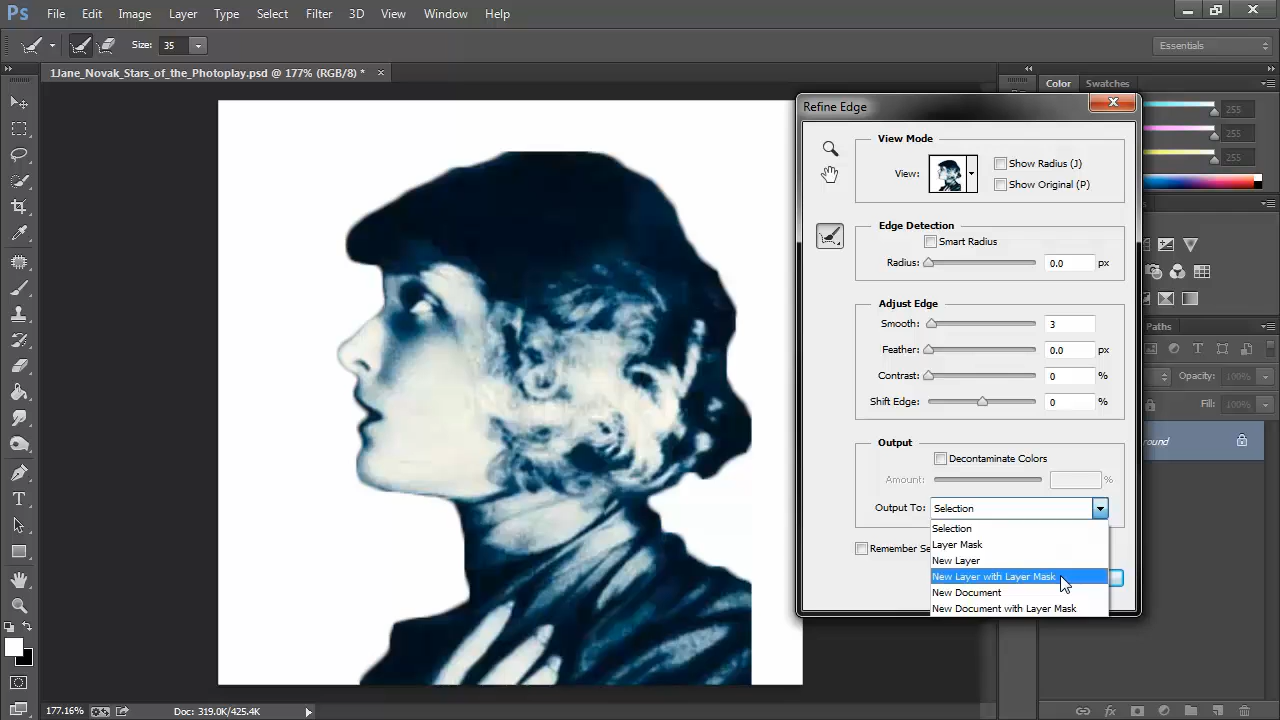 Ps File Edit Image Layer Type Select Filter 3D View Window Help
Size: 35 Essentials
1Jane_Novak_Stars_of_the_Photoplay.psd @ 177% (RGB/8) *
Color Swatches
255
255
255
Refine Edge
View Mode
View: Show Radius (J)
Show Original (P)
Edge Detection
Smart Radius
Radius: 0.0 px
Adjust Edge
Smooth: 3
Feather: 0.0 px
Contrast: 0 %
Shift Edge: 0 %
Output
Decontaminate Colors
Amount: %
Output To: Selection
Selection
Layer Mask
New Layer
New Layer with Layer Mask
New Document
New Document with Layer Mask
Remember Se
Paths
Opacity: 100%
Fill: 100%
ound
177.16% Doc: 319.0K/425.4K